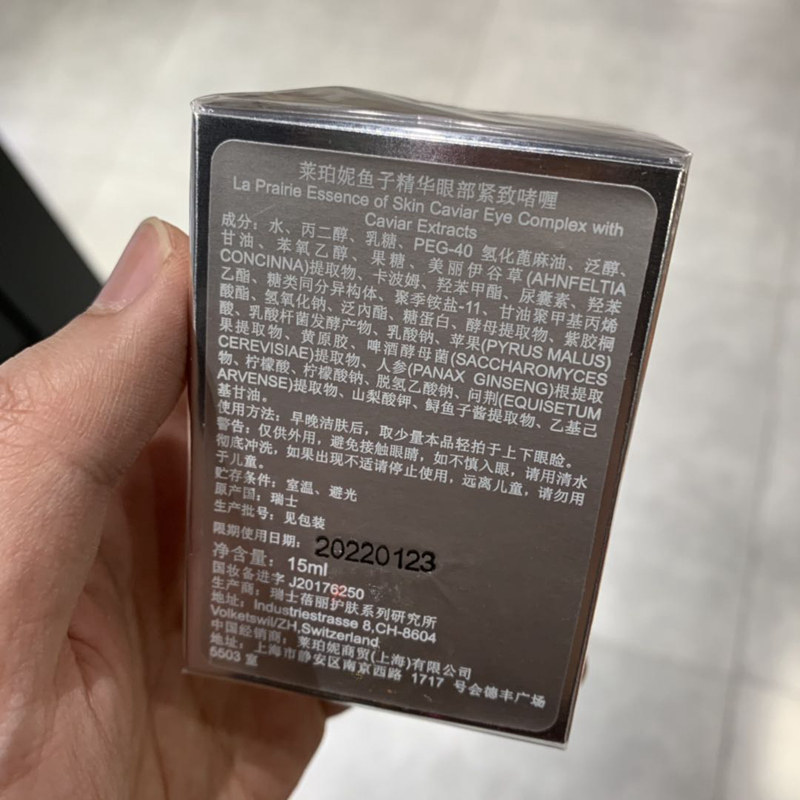 莱珀妮鱼子精华眼部紧致啫喱
La Prairie Essence of Skin Caviar Eye Complex with
Caviar Extracts
成分：水、丙二醇、乳糖、PEG-40 氢化蓖麻油、泛醇、
甘油、苯氧乙醇、果糖、美丽伊谷草(AHNFELTIA
CONCINNA)提取物、卡波姆、羟苯甲酯、尿囊素、羟苯
乙酯、糖类同分异构体、聚季铵盐-11、甘油聚甲基丙烯
酸酯、氢氧化钠、泛内酯、糖蛋白、酵母提取物、紫胶桐
酸、乳酸杆菌发酵产物、乳酸钠、苹果(PYRUS MALUS)
果提取物、黄原胶、啤酒酵母菌(SACCHAROMYCES
CEREVISIAE)提取物、人参(PANAX GINSENG)根提取
物、柠檬酸、柠檬酸钠、脱氢乙酸钠、问荆(EQUISETUM
ARVENSE)提取物、山梨酸钾、鲟鱼子酱提取物、乙基己
基甘油。
使用方法：早晚洁肤后，取少量本品轻拍于上下眼睑。
警告：仅供外用，避免接触眼睛，如不慎入眼，请用清水
彻底冲洗，如果出现不适请停止使用，远离儿童，请勿用
于儿童。
贮存条件：室温、避光
原产国：瑞士
生产批号：见包装
限期使用日期：20220123
净含量：15ml
国妆备进字 J20176250
生产商：瑞士蓓丽护肤系列研究所
地址：Industriestrasse 8,CH-8604
Volketswil/ZH,Switzerland
中国经销商：莱珀妮商贸(上海)有限公司
地址：上海市静安区南京西路 1717 号会德丰广场
5503 室